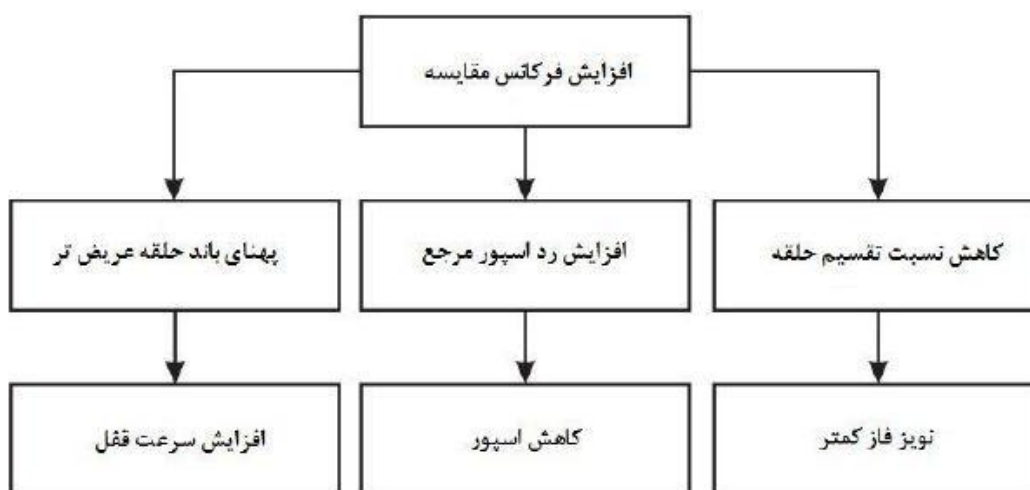 افزایش فرکانس مقایسه
کاهش نسبت تقسیم حلقه
افزایش رد اسپور مرجع
پهنای باند حلقه عریض تر
نویز فاز کمتر
کاهش اسپور
افزایش سرعت قفل